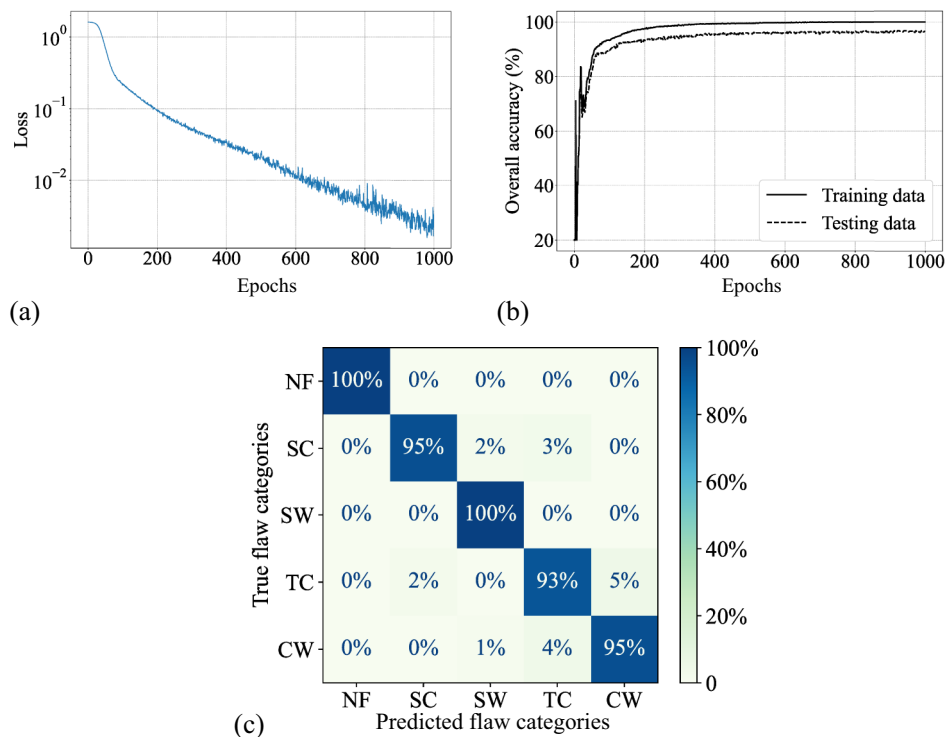 10^0
10^-1
10^-2
Loss
0 200 400 600 800 1000
Epochs
(a)
100
80
60
40
20
Overall accuracy (%)
Training data
Testing data
0 200 400 600 800 1000
Epochs
(b)
True flaw categories
NF 100% 0% 0% 0% 0%
SC 0% 95% 2% 3% 0%
SW 0% 0% 100% 0% 0%
TC 0% 2% 0% 93% 5%
CW 0% 0% 1% 4% 95%
NF SC SW TC CW
Predicted flaw categories
100%
80%
60%
40%
20%
0
(c)